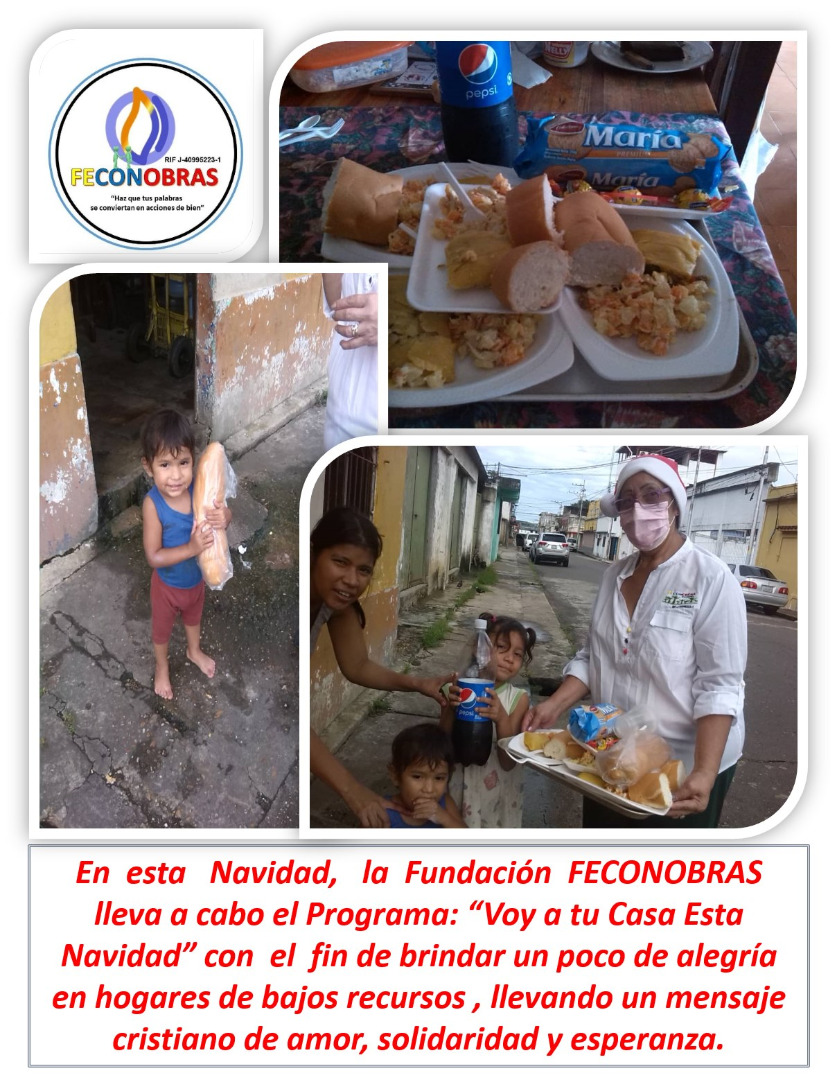 RIF J-40995223-1
FECONOBRAS
“Haz que tus palabras
se conviertan en acciones de bien”
pepsi
María
María
pepsi
En esta Navidad, la Fundación FECONOBRAS
lleva a cabo el Programa: “Voy a tu Casa Esta
Navidad” con el fin de brindar un poco de alegría
en hogares de bajos recursos , llevando un mensaje
cristiano de amor, solidaridad y esperanza.